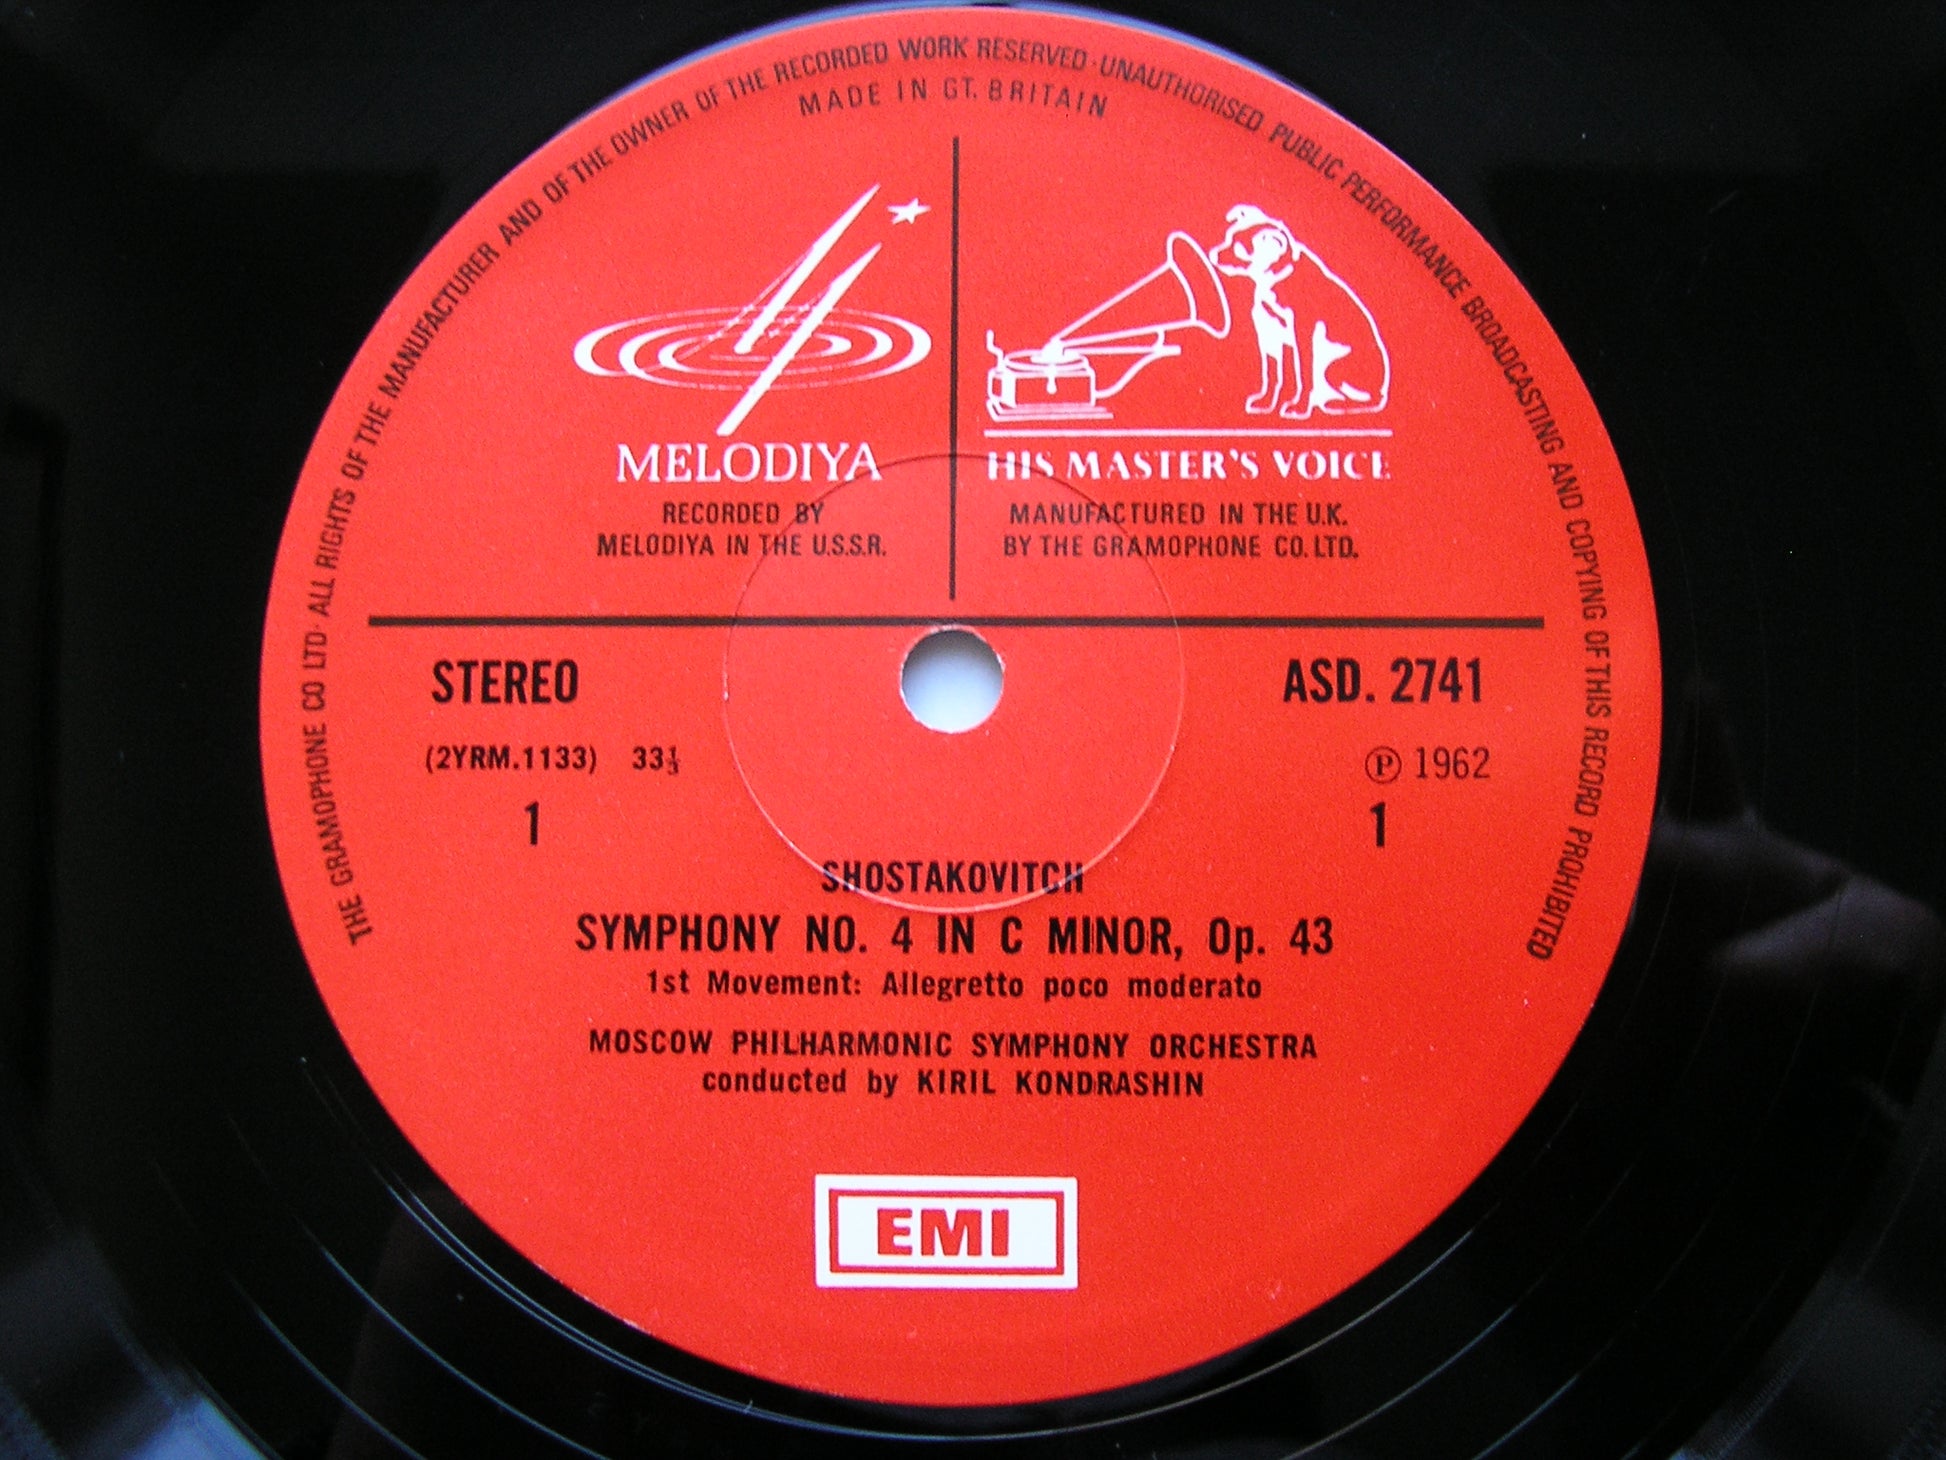 THE GRAMOPHONE CO LTD· ALL RIGHTS OF THE MANUFACTURER AND OF THE OWNER OF THE RECORDED WORK RESERVED · UNAUTHORISED PUBLIC PERFORMANCE BROADCASTING AND COPYING OF THIS RECORD PROHIBITED
MADE IN GT. BRITAIN
MELODIYA
RECORDED BY
MELODIYA IN THE U.S.S.R.
HIS MASTER'S VOICE
MANUFACTURED IN THE U.K.
BY THE GRAMOPHONE CO. LTD.
STEREO
ASD. 2741
(2YRM.1133) 33⅓
℗ 1962
1
1
SHOSTAKOVITCH
SYMPHONY NO. 4 IN C MINOR, Op. 43
1st Movement: Allegretto poco moderato
MOSCOW PHILHARMONIC SYMPHONY ORCHESTRA
conducted by KIRIL KONDRASHIN
EMI